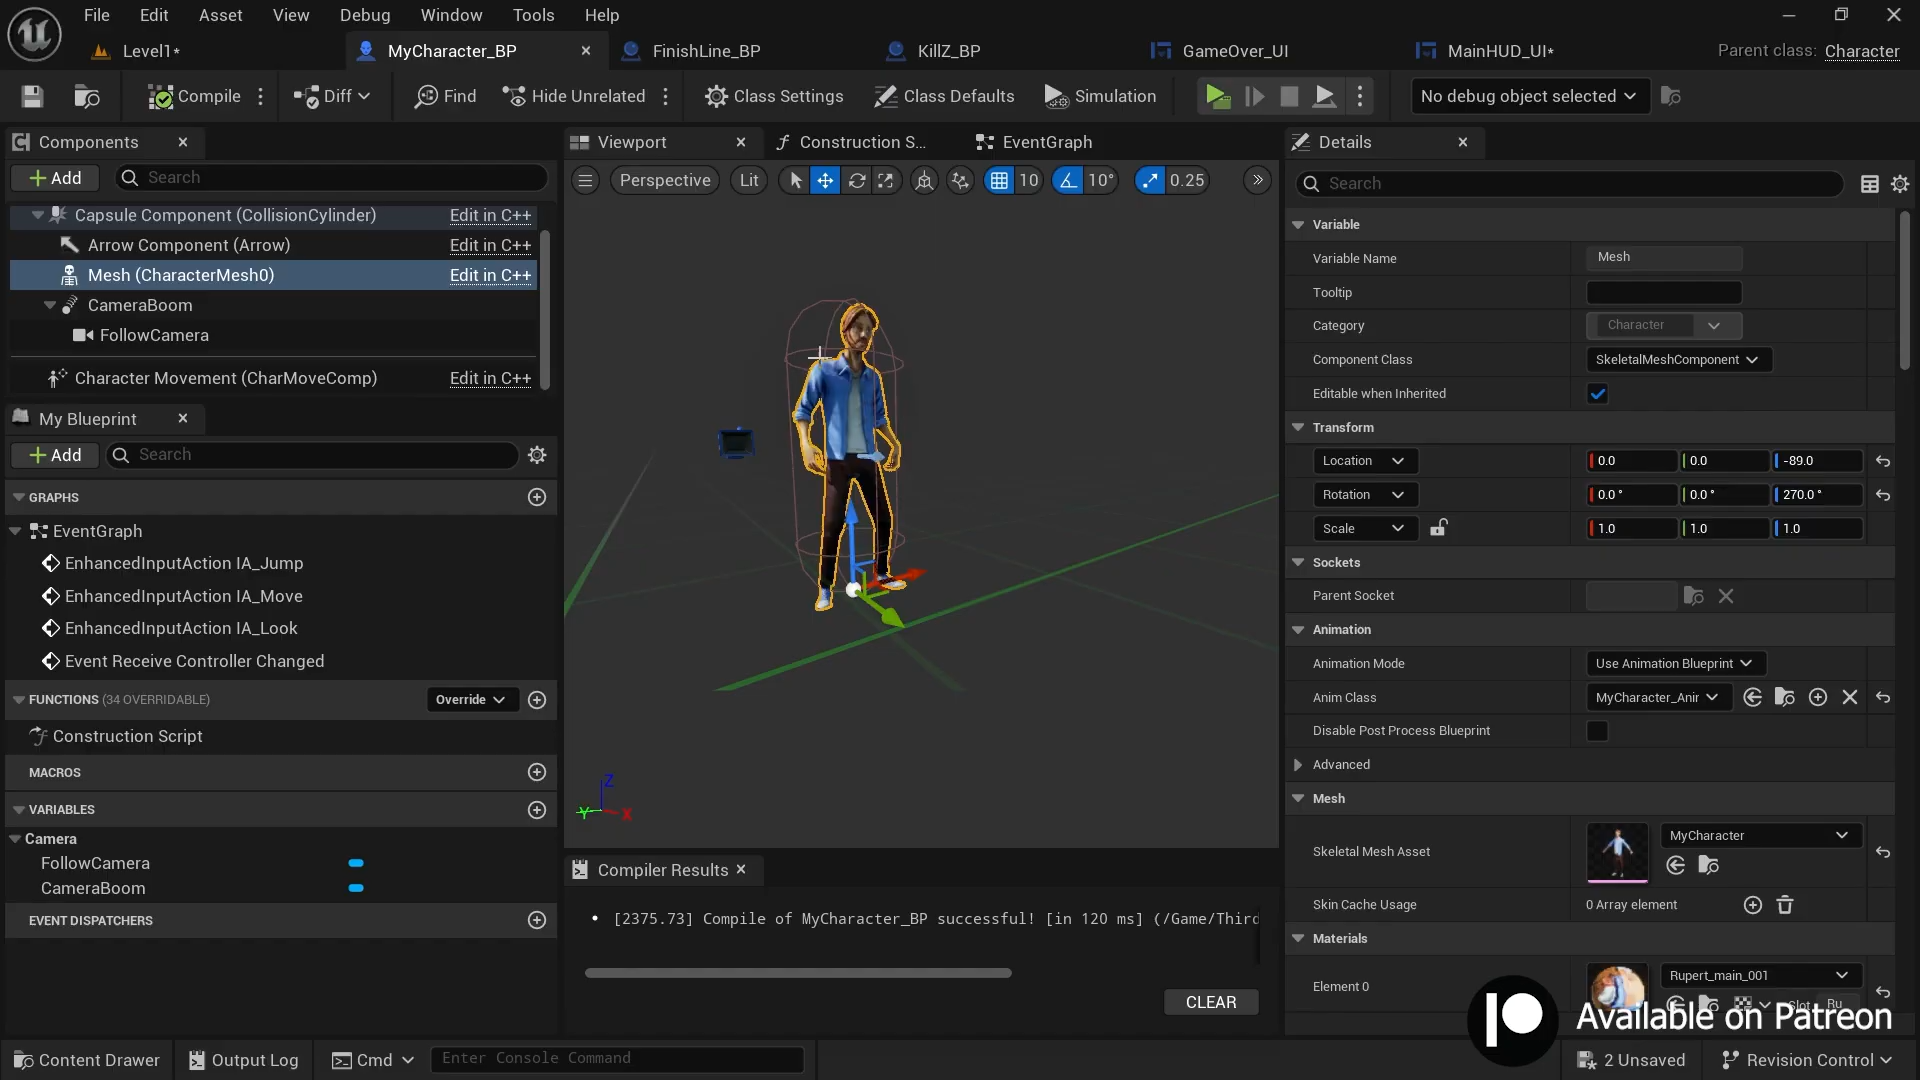 File Edit Asset View Debug Window Tools Help
Level1*
MyCharacter_BP
FinishLine_BP
KillZ_BP
GameOver_UI
MainHUD_UI*
Parent class: Character
Compile
Diff
Find
Hide Unrelated
Class Settings
Class Defaults
Simulation
No debug object selected
Components
Add
Search
Capsule Component (CollisionCylinder) Edit in C++
Arrow Component (Arrow) Edit in C++
Mesh (CharacterMesh0) Edit in C++
CameraBoom
FollowCamera
Character Movement (CharMoveComp) Edit in C++
My Blueprint
Add
Search
GRAPHS
EventGraph
EnhancedInputAction IA_Jump
EnhancedInputAction IA_Move
EnhancedInputAction IA_Look
Event Receive Controller Changed
FUNCTIONS (34 OVERRIDABLE) Override
Construction Script
MACROS
VARIABLES
Camera
FollowCamera
CameraBoom
EVENT DISPATCHERS
Viewport
Construction S...
EventGraph
Perspective Lit 10 10° 0.25
Z
Y
X
Compiler Results
• [2375.73] Compile of MyCharacter_BP successful! [in 120 ms] (/Game/Third
CLEAR
Details
Search
Variable
Variable Name Mesh
Tooltip
Category Character
Component Class SkeletalMeshComponent
Editable when Inherited
Transform
Location 0.0 0.0 -89.0
Rotation 0.0° 0.0° 270.0°
Scale 1.0 1.0 1.0
Sockets
Parent Socket
Animation
Animation Mode Use Animation Blueprint
Anim Class MyCharacter_Anir
Disable Post Process Blueprint
Advanced
Mesh
Skeletal Mesh Asset MyCharacter
Skin Cache Usage 0 Array element
Materials
Element 0 Rupert_main_001
Slot Ru
Available on Patreon
Content Drawer
Output Log
Cmd
Enter Console Command
2 Unsaved
Revision Control